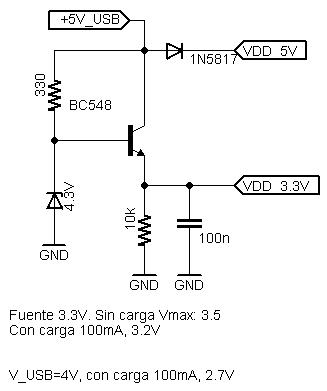 +5V_USB
1N5817
VDD_5V
330
BC548
4.3V
GND
VDD_3.3V
10k
100n
GND
GND
Fuente 3.3V. Sin carga Vmax: 3.5
Con carga 100mA, 3.2V
V_USB=4V, con carga 100mA, 2.7V